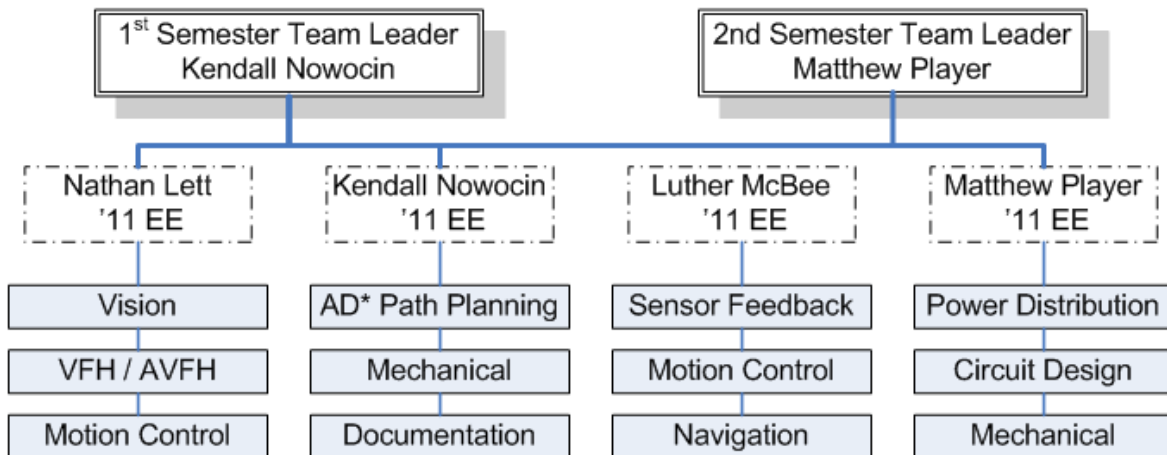 1st Semester Team Leader
Kendall Nowocin
2nd Semester Team Leader
Matthew Player
Nathan Lett
'11 EE
Kendall Nowocin
'11 EE
Luther McBee
'11 EE
Matthew Player
'11 EE
Vision
AD* Path Planning
Sensor Feedback
Power Distribution
VFH / AVFH
Mechanical
Motion Control
Circuit Design
Motion Control
Documentation
Navigation
Mechanical